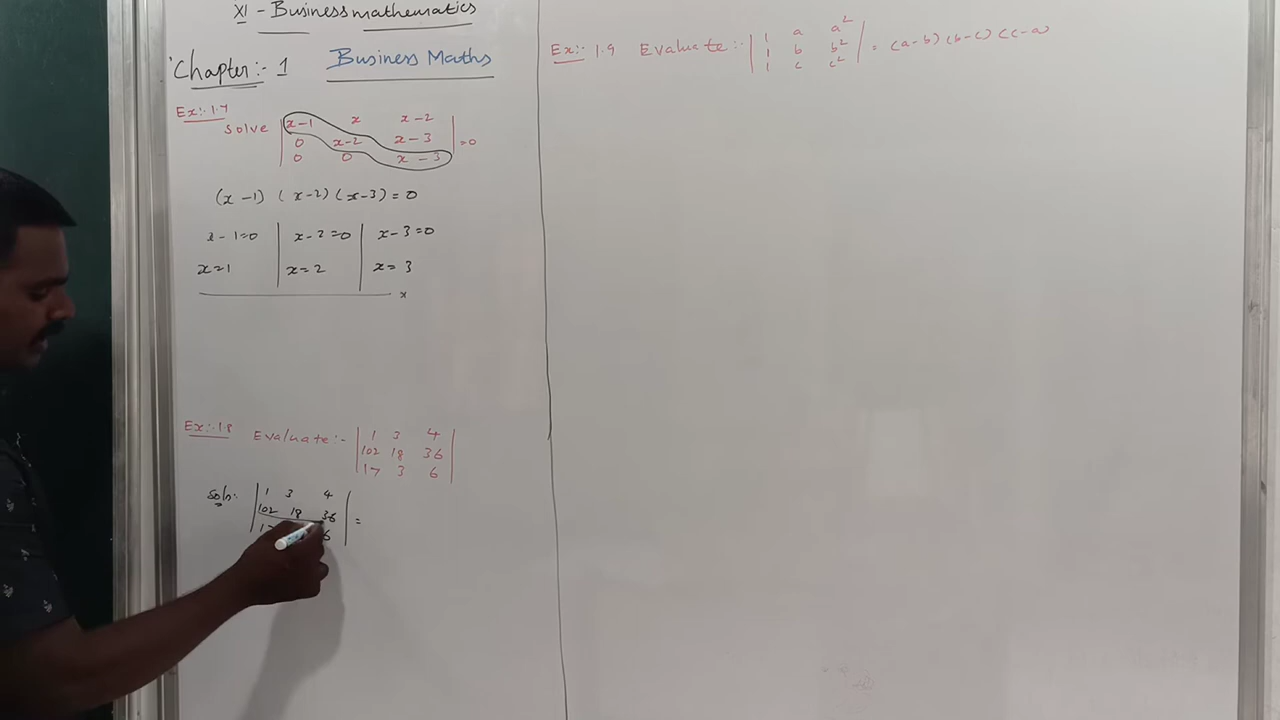 XI - Business mathematics
Chapter:- 1 Business Maths
Ex:- 1.7
Solve | x-1 x x-2 |
| 0 x-2 x-3 | =0
| 0 0 x-3 |
(x-1) (x-2) (x-3) = 0
x-1=0 | x-2=0 | x-3=0
x=1 | x=2 | x=3
Ex:- 1.8 Evaluate:- | 1 3 4 |
| 102 18 36 |
| 17 3 6 |
Soln: | 1 3 4 |
| 102 18 36 | =
6 |
Ex:- 1.9 Evaluate:- | 1 a a² |
| 1 b b² | = (a-b) (b-c) (c-a)
| 1 c c² |